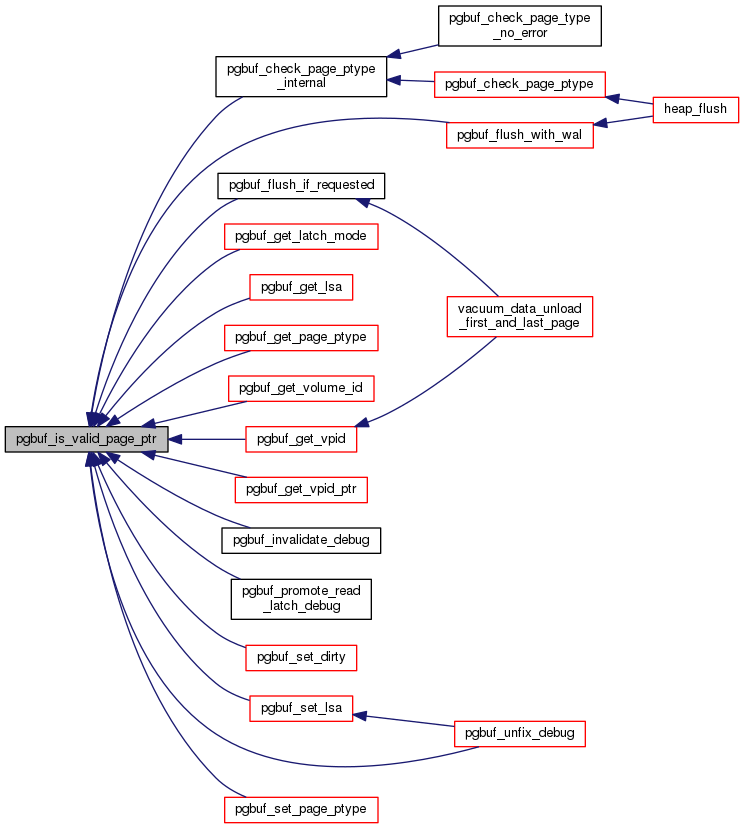 pgbuf_check_page_type
_no_error
pgbuf_check_page_ptype
_internal
pgbuf_check_page_ptype
heap_flush
pgbuf_flush_with_wal
pgbuf_flush_if_requested
pgbuf_get_latch_mode
pgbuf_get_lsa
vacuum_data_unload
_first_and_last_page
pgbuf_get_page_ptype
pgbuf_get_volume_id
pgbuf_is_valid_page_ptr
pgbuf_get_vpid
pgbuf_get_vpid_ptr
pgbuf_invalidate_debug
pgbuf_promote_read
_latch_debug
pgbuf_set_dirty
pgbuf_set_lsa
pgbuf_unfix_debug
pgbuf_set_page_ptype